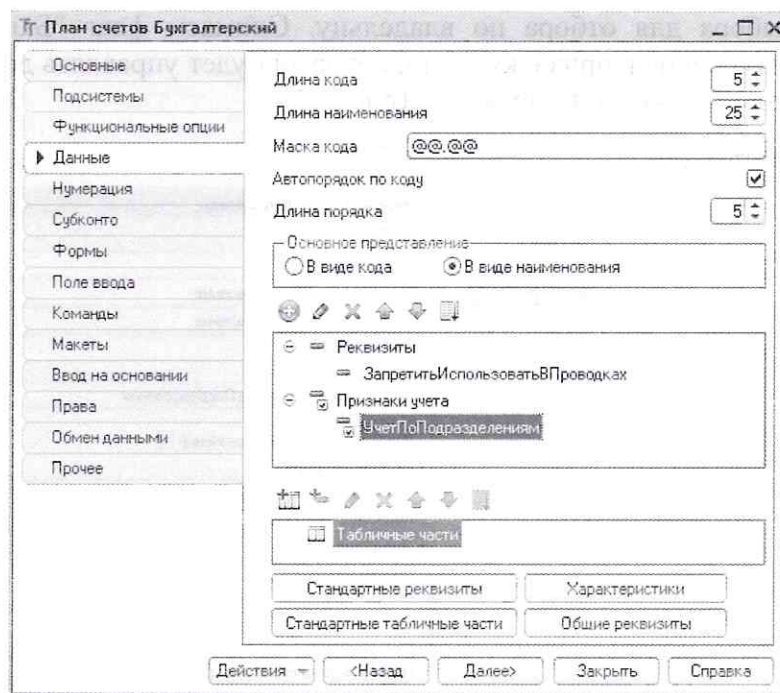 План счетов Бухгалтерский
Основные
Подсистемы
Функциональные опции
Данные
Нумерация
Субконто
Формы
Поле ввода
Команды
Макеты
Ввод на основании
Права
Обмен данными
Прочее
Длина кода 5
Длина наименования 25
Маска кода @@.@@
Автопорядок по коду
Длина порядка 5
Основное представление
В виде кода В виде наименования
Реквизиты
ЗапретитьИспользоватьВПроводках
Признаки учета
УчетПоПодразделениям
Табличные части
Стандартные реквизиты Характеристики
Стандартные табличные части Общие реквизиты
Действия <Назад Далее> Закрыть Справка